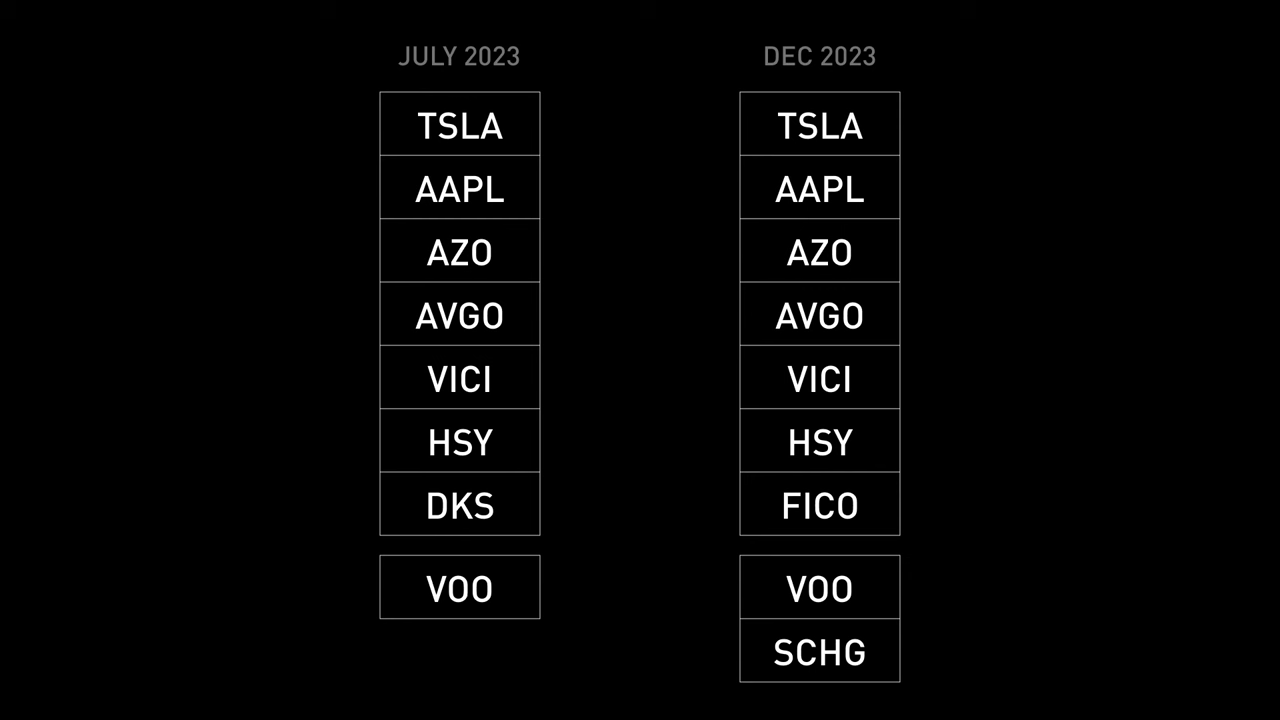 JULY 2023
TSLA
AAPL
AZO
AVGO
VICI
HSY
DKS
VOO
DEC 2023
TSLA
AAPL
AZO
AVGO
VICI
HSY
FICO
VOO
SCHG